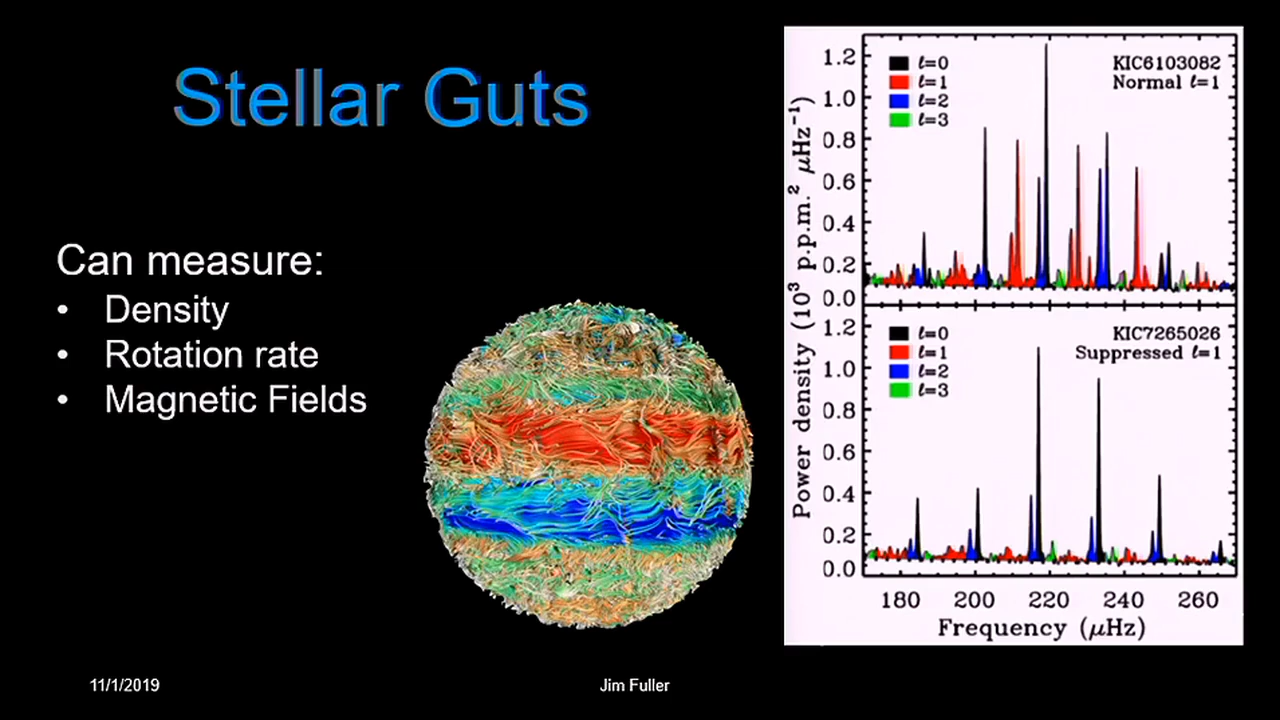 Stellar Guts
Can measure:
• Density
• Rotation rate
• Magnetic Fields
Power density (10³ p.p.m.² μHz⁻¹)
1.2
1.0
0.8
0.6
0.4
0.2
0.0
ℓ=0
ℓ=1
ℓ=2
ℓ=3
KIC6103082
Normal ℓ=1
1.2
1.0
0.8
0.6
0.4
0.2
0.0
ℓ=0
ℓ=1
ℓ=2
ℓ=3
KIC7265026
Suppressed ℓ=1
180 200 220 240 260
Frequency (μHz)
11/1/2019
Jim Fuller